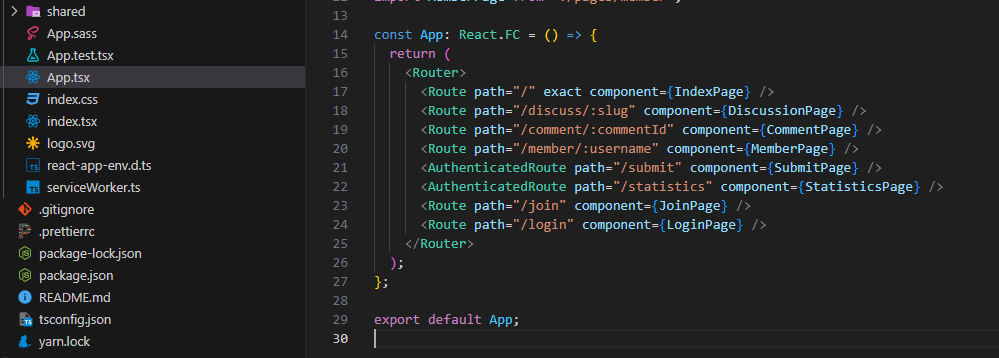 shared
App.sass
App.test.tsx
App.tsx
index.css
index.tsx
logo.svg
react-app-env.d.ts
serviceWorker.ts
.gitignore
.prettierrc
package-lock.json
package.json
README.md
tsconfig.json
yarn.lock
13
14 const App: React.FC = () => {
15 return (
16 <Router>
17 <Route path="/" exact component={IndexPage} />
18 <Route path="/discuss/:slug" component={DiscussionPage} />
19 <Route path="/comment/:commentId" component={CommentPage} />
20 <Route path="/member/:username" component={MemberPage} />
21 <AuthenticatedRoute path="/submit" component={SubmitPage} />
22 <AuthenticatedRoute path="/statistics" component={StatisticsPage} />
23 <Route path="/join" component={JoinPage} />
24 <Route path="/login" component={LoginPage} />
25 </Router>
26 );
27 };
28
29 export default App;
30